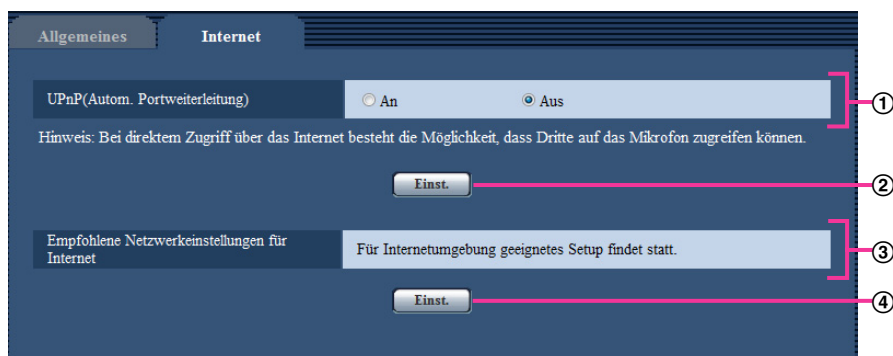 Allgemeines Internet
UPnP(Autom. Portweiterleitung) An Aus ①
Hinweis: Bei direktem Zugriff über das Internet besteht die Möglichkeit, dass Dritte auf das Mikrofon zugreifen können.
Einst. ②
Empfohlene Netzwerkeinstellungen für
Internet
Für Internetumgebung geeignetes Setup findet statt. ③
Einst. ④